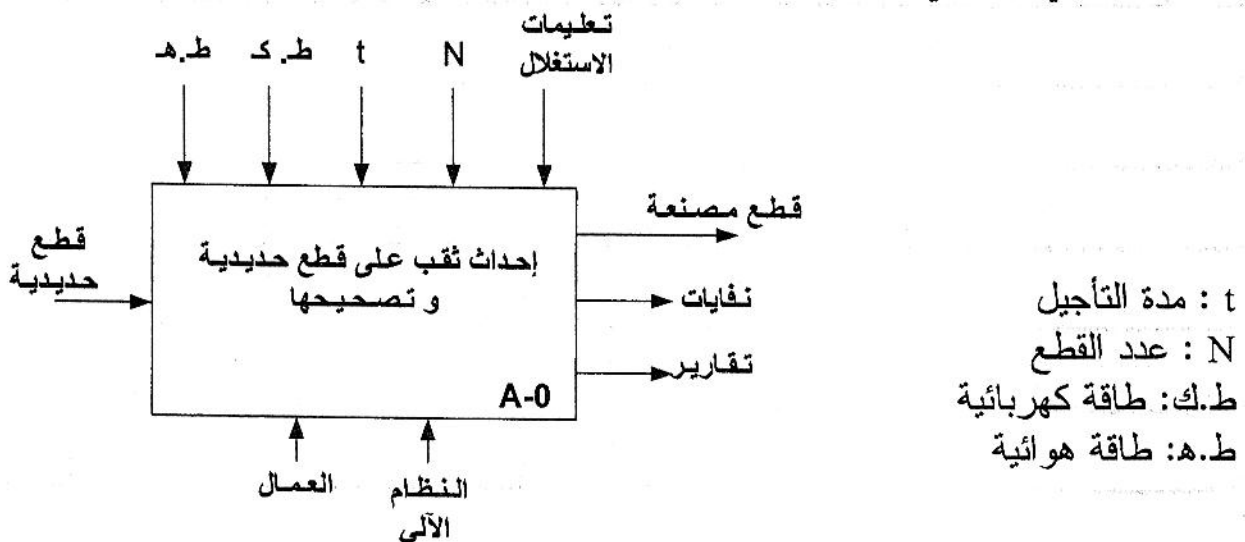 تعليمات
الاستغلال
N
t
ط. ك
ط.هـ
قطع
حديدية
إحداث ثقب على قطع حديدية
و تصحيحها
A-0
قطع مصنعة
نفايات
تقارير
العمال
النظام
الآلي
t : مدة التأجيل
N : عدد القطع
ط.ك: طاقة كهربائية
ط.ه: طاقة هوائية